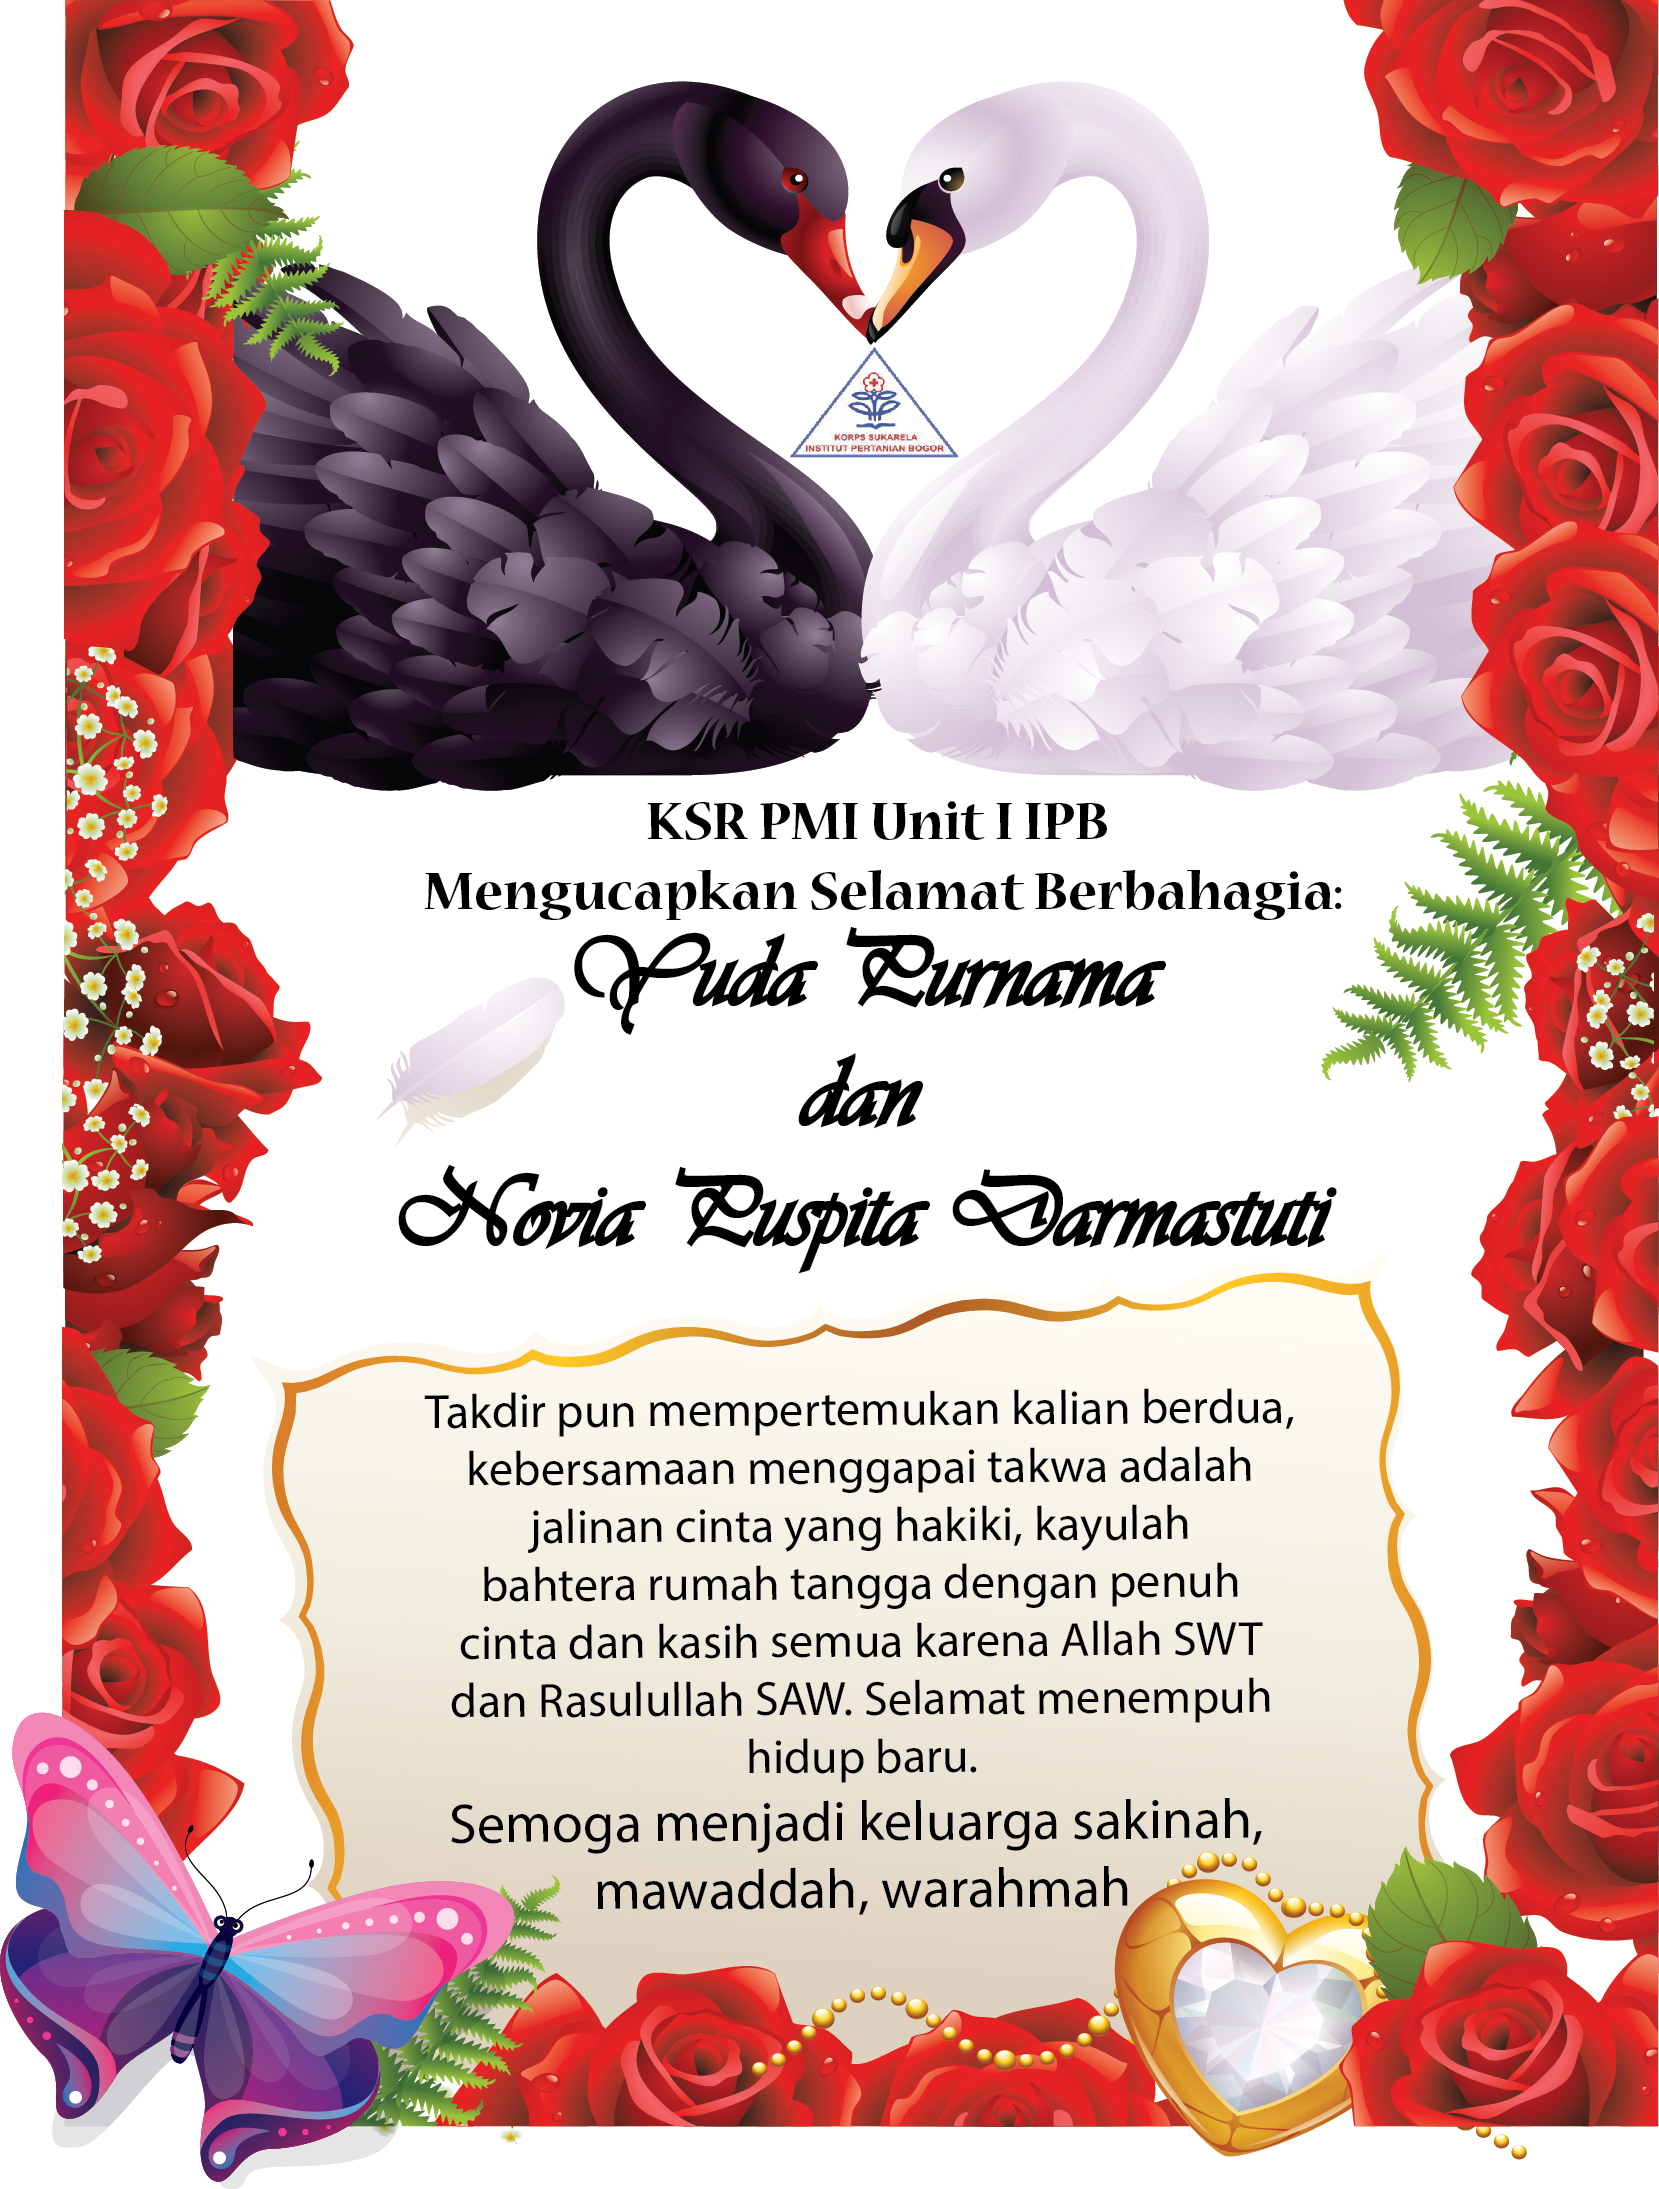 KORPS SUKARELA
INSTITUT PERTANIAN BOGOR
KSR PMI Unit I IPB
Mengucapkan Selamat Berbahagia:
Yuda Purnama
dan
Novia Puspita Darmastuti
Takdir pun mempertemukan kalian berdua,
kebersamaan menggapai takwa adalah
jalinan cinta yang hakiki, kayulah
bahtera rumah tangga dengan penuh
cinta dan kasih semua karena Allah SWT
dan Rasulullah SAW. Selamat menempuh
hidup baru.
Semoga menjadi keluarga sakinah,
mawaddah, warahmah